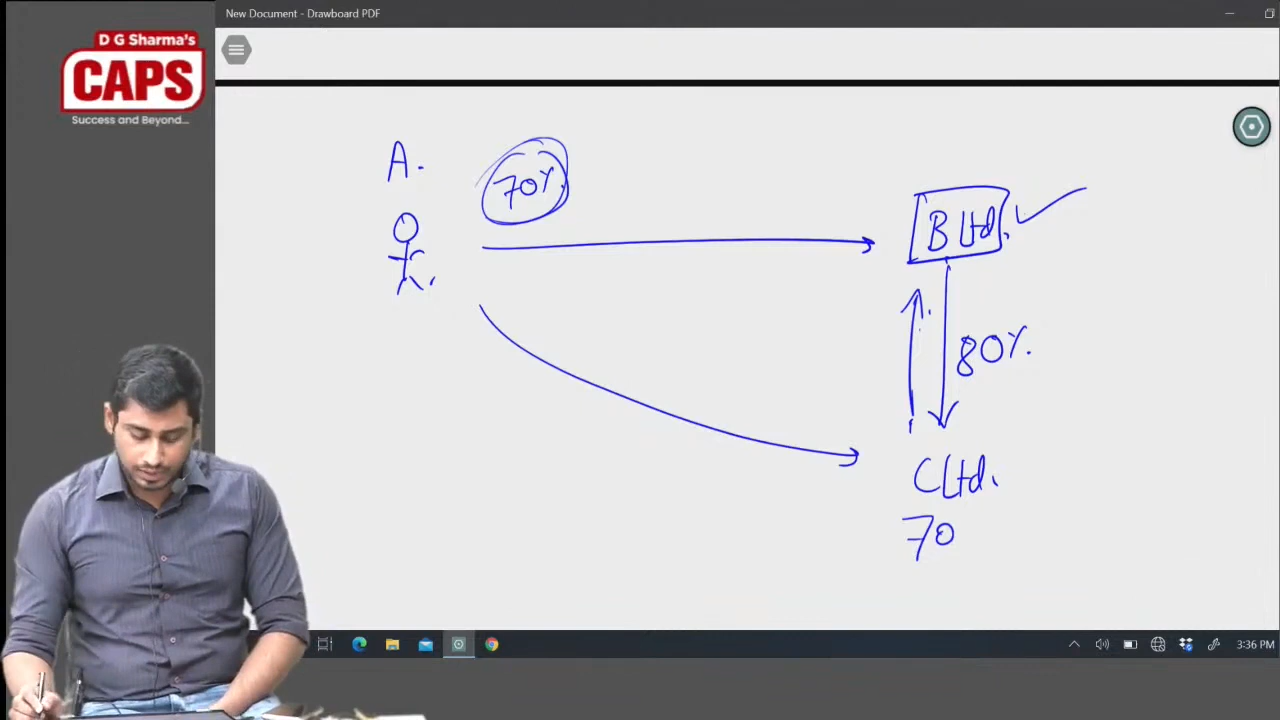 New Document - Drawboard PDF
D G Sharma's
CAPS
Success and Beyond...
A.
70%.
B Ltd.
80%.
C Ltd.
70
3:36 PM